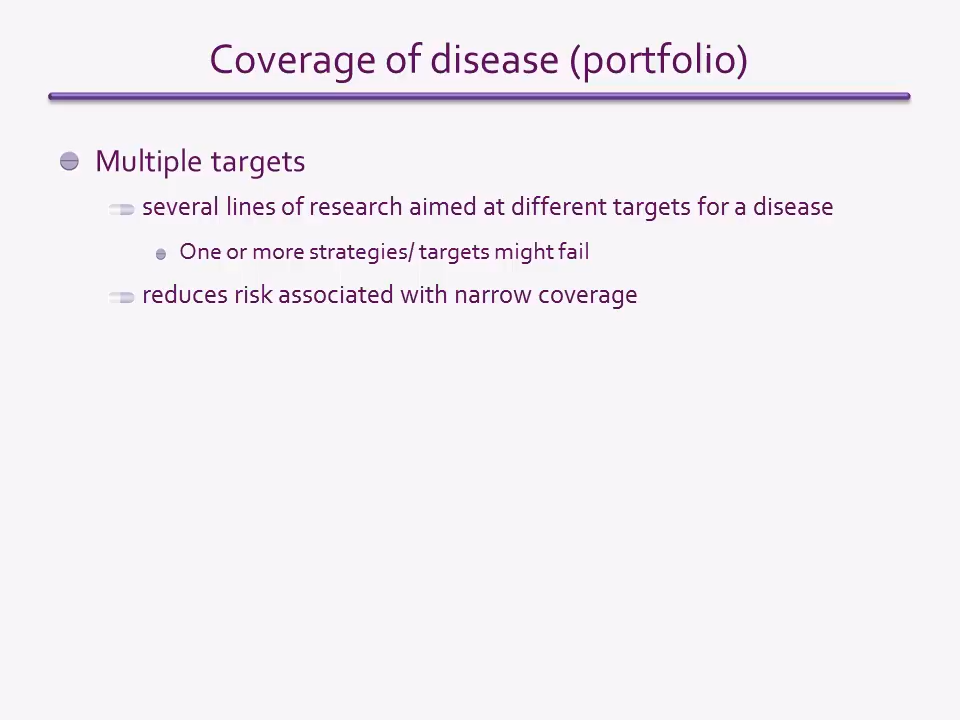 Coverage of disease (portfolio)
Multiple targets
several lines of research aimed at different targets for a disease
One or more strategies/ targets might fail
reduces risk associated with narrow coverage